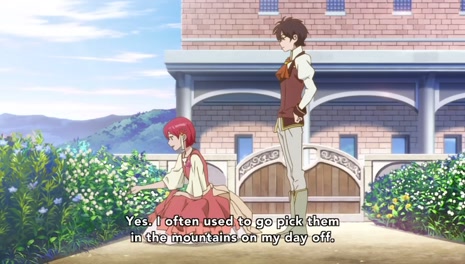 Yes. I often used to go pick them
in the mountains on my day off.